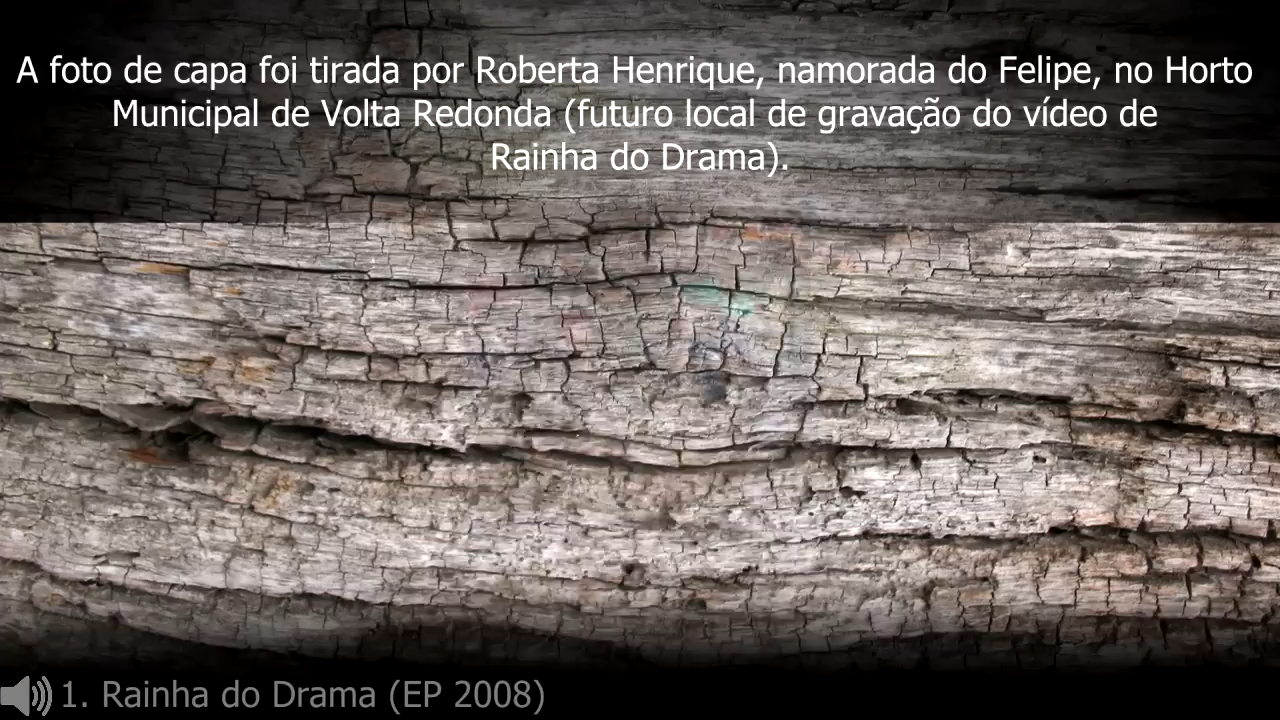 A foto de capa foi tirada por Roberta Henrique, namorada do Felipe, no Horto
Municipal de Volta Redonda (futuro local de gravação do vídeo de
Rainha do Drama).
1. Rainha do Drama (EP 2008)